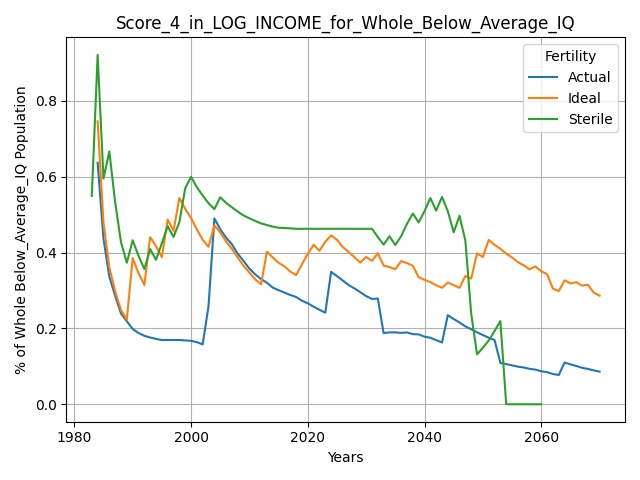 Score_4_in_LOG_INCOME_for_Whole_Below_Average_IQ
% of Whole Below_Average_IQ Population
0.8
0.6
0.4
0.2
0.0
Fertility
Actual
Ideal
Sterile
1980
2000
2020
2040
2060
Years